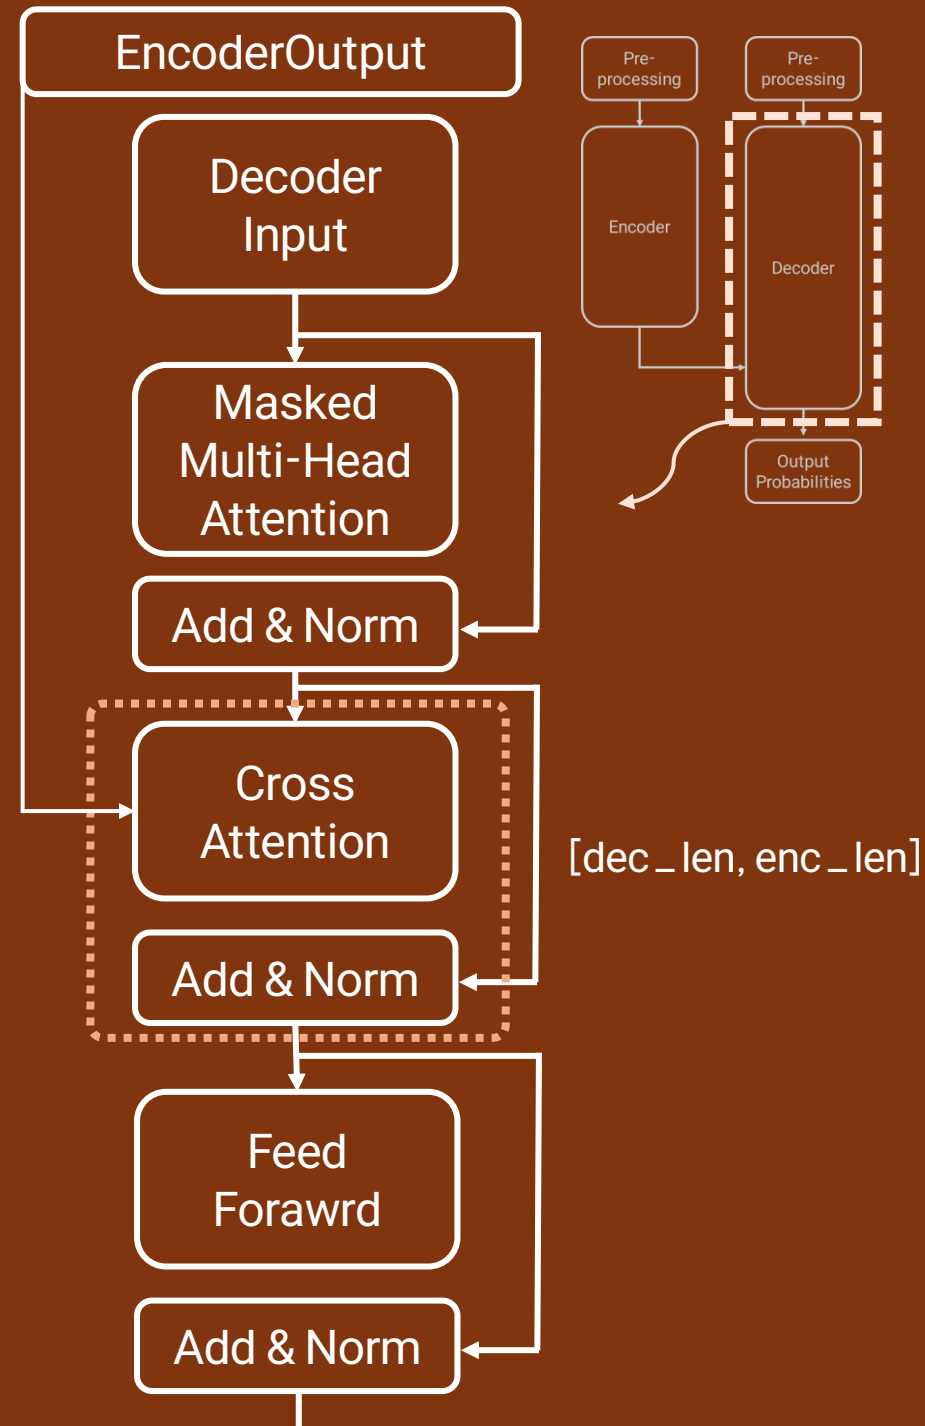 EncoderOutput
Decoder
Input
Masked
Multi-Head
Attention
Add & Norm
Cross
Attention
Add & Norm
Feed
Forawrd
Add & Norm
[dec_len, enc_len]
Pre-
processing
Pre-
processing
Encoder
Decoder
Output
Probabilities